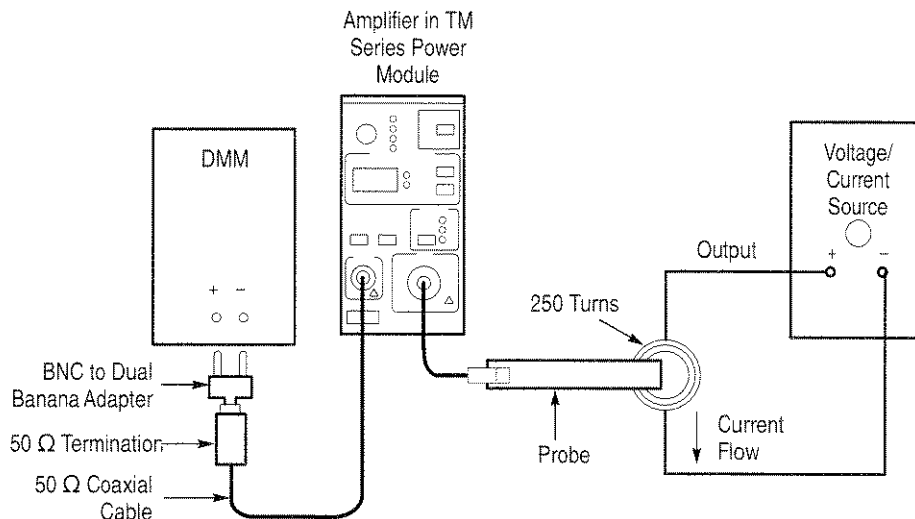 Amplifier in TM
Series Power
Module
DMM
+ −
Voltage/
Current
Source
+ −
Output
250 Turns
BNC to Dual
Banana Adapter
50 Ω Termination
50 Ω Coaxial
Cable
Probe
Current
Flow